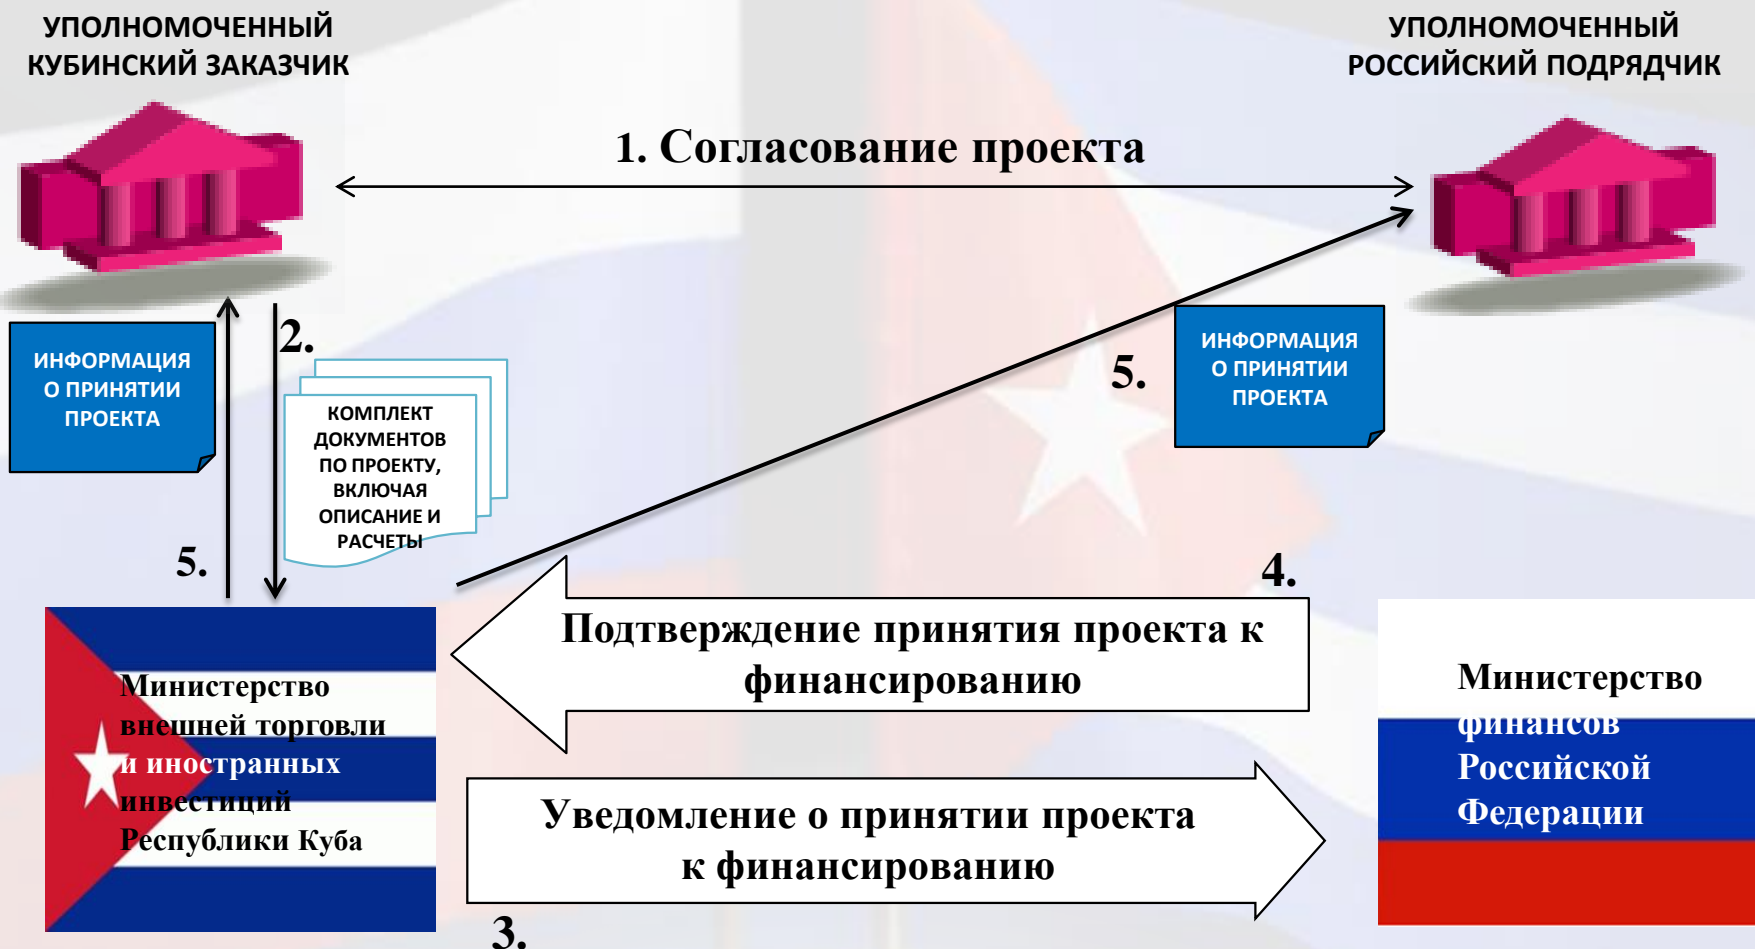 УПОЛНОМОЧЕННЫЙ
КУБИНСКИЙ ЗАКАЗЧИК
УПОЛНОМОЧЕННЫЙ
РОССИЙСКИЙ ПОДРЯДЧИК
1. Согласование проекта
ИНФОРМАЦИЯ
О ПРИНЯТИИ
ПРОЕКТА
2.
КОМПЛЕКТ
ДОКУМЕНТОВ
ПО ПРОЕКТУ,
ВКЛЮЧАЯ
ОПИСАНИЕ И
РАСЧЕТЫ
5.
5.
ИНФОРМАЦИЯ
О ПРИНЯТИИ
ПРОЕКТА
4.
Подтверждение принятия проекта к
финансированию
Министерство
внешней торговли
и иностранных
инвестиций
Республики Куба
Министерство
финансов
Российской
Федерации
Уведомление о принятии проекта
к финансированию
3.